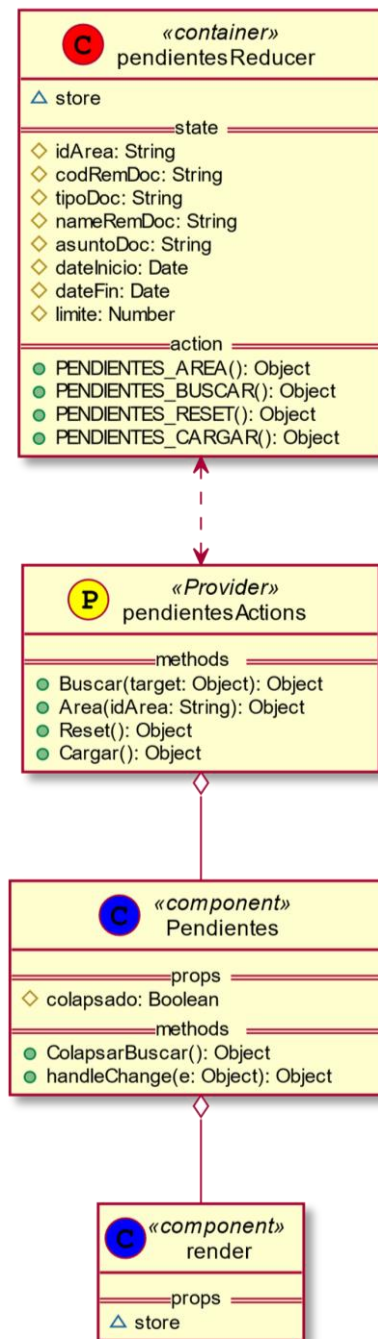 C «container»
pendientesReducer
store
state
idArea: String
codRemDoc: String
tipoDoc: String
nameRemDoc: String
asuntoDoc: String
dateInicio: Date
dateFin: Date
limite: Number
action
PENDIENTES_AREA(): Object
PENDIENTES_BUSCAR(): Object
PENDIENTES_RESET(): Object
PENDIENTES_CARGAR(): Object
P «Provider»
pendientesActions
methods
Buscar(target: Object): Object
Area(idArea: String): Object
Reset(): Object
Cargar(): Object
C «component»
Pendientes
props
colapsado: Boolean
methods
ColapsarBuscar(): Object
handleChange(e: Object): Object
C «component»
render
props
store